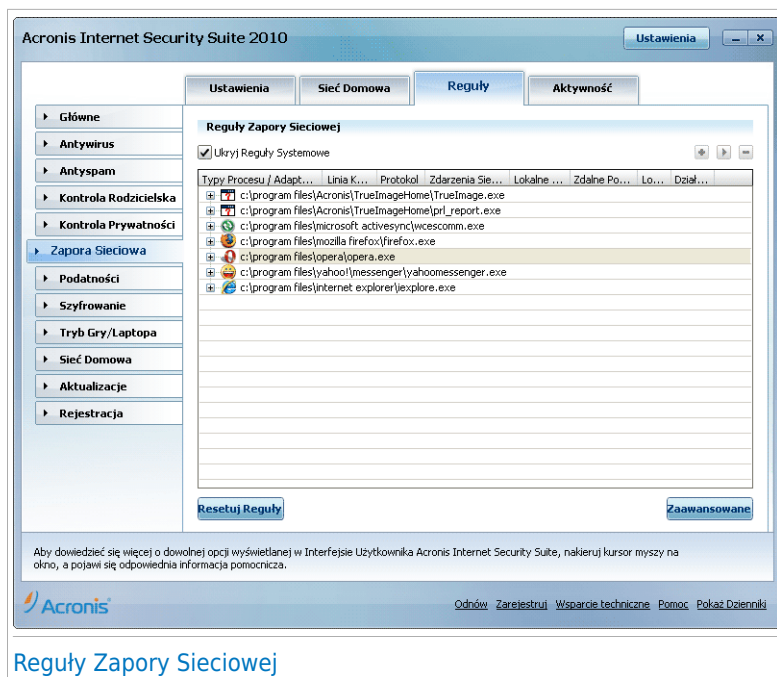 Acronis Internet Security Suite 2010
Ustawienia
Ustawienia
Sieć Domowa
Reguły
Aktywność
Główne
Antywirus
Antyspam
Kontrola Rodzicielska
Kontrola Prywatności
Zapora Sieciowa
Podatności
Szyfrowanie
Tryb Gry/Laptopa
Sieć Domowa
Aktualizacje
Rejestracja
Reguły Zapory Sieciowej
Ukryj Reguły Systemowe
Typy Procesu / Adapt... Linia K... Protokol Zdarzenia Sie... Lokalne ... Zdalne Po... Lo... Dział...
c:\program files\Acronis\TrueImageHome\TrueImage.exe
c:\program files\Acronis\TrueImageHome\prl_report.exe
c:\program files\microsoft activesync\wcescomm.exe
c:\program files\mozilla firefox\firefox.exe
c:\program files\opera\opera.exe
c:\program files\yahoo!\messenger\yahoomessenger.exe
c:\program files\internet explorer\iexplore.exe
Resetuj Reguły
Zaawansowane
Aby dowiedzieć się więcej o dowolnej opcji wyświetlanej w Interfejsie Użytkownika Acronis Internet Security Suite, nakieruj kursor myszy na
okno, a pojawi się odpowiednia informacja pomocnicza.
Acronis
Odnów Zarejestruj Wsparcie techniczne Pomoc Pokaż Dzienniki
Reguły Zapory Sieciowej